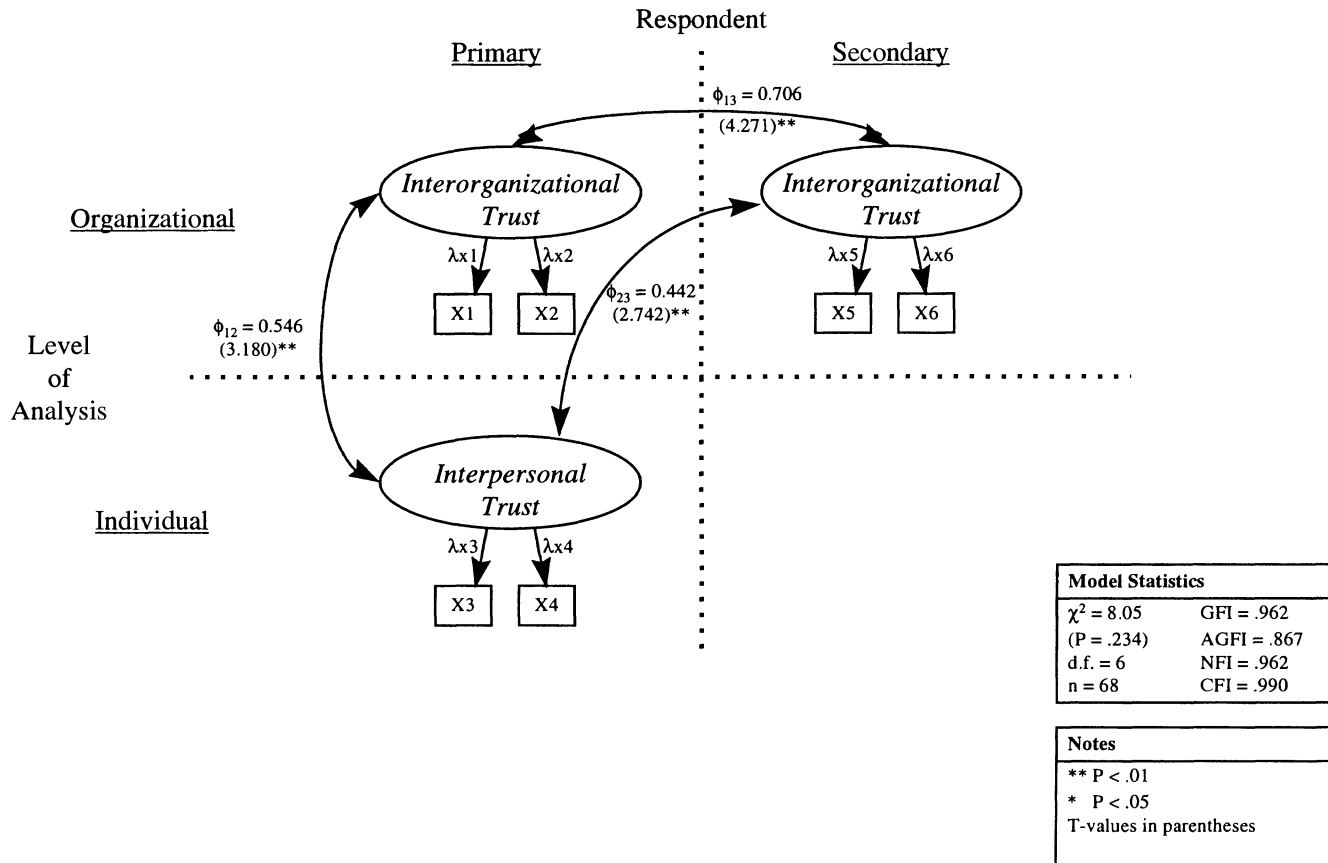 Respondent
Primary
Secondary
ϕ13 = 0.706
(4.271)**
Interorganizational
Trust
Interorganizational
Trust
Organizational
λx1
λx2
λx5
λx6
X1
X2
X5
X6
ϕ23 = 0.442
(2.742)**
ϕ12 = 0.546
(3.180)**
Level
of
Analysis
Interpersonal
Trust
Individual
λx3
λx4
X3
X4
Model Statistics
χ² = 8.05 GFI = .962
(P = .234) AGFI = .867
d.f. = 6 NFI = .962
n = 68 CFI = .990
Notes
** P < .01
* P < .05
T-values in parentheses